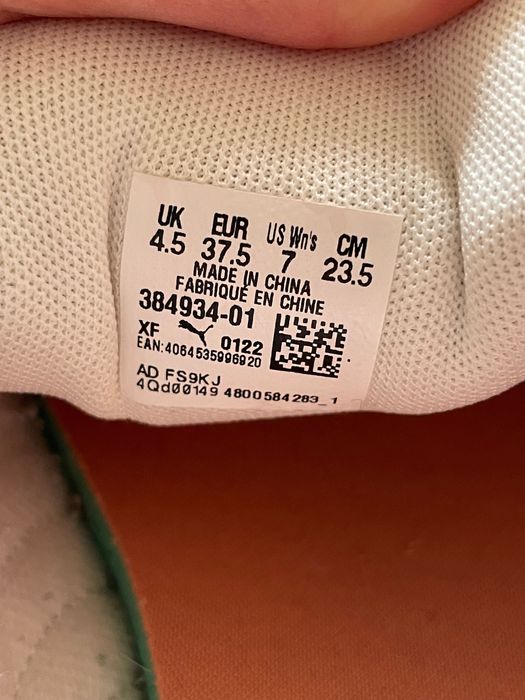 UK EUR US Wn's CM
4.5 37.5 7 23.5
MADE IN CHINA
FABRIQUÉ EN CHINE
384934-01
XF 0122
EAN:4064535996920
AD FS9KJ
4Qd00149 4800584283_1